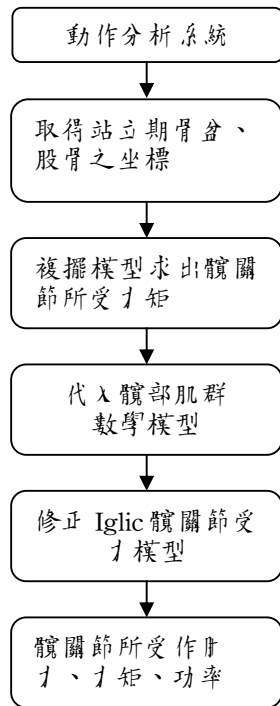 動作分析系統
取得站立期骨盆、
股骨之坐標
複擺模型求出髖關
節所受力矩
代入髖部肌群
數學模型
修正 Iglic 髖關節受
力模型
髖關節所受作用
力、力矩、功率